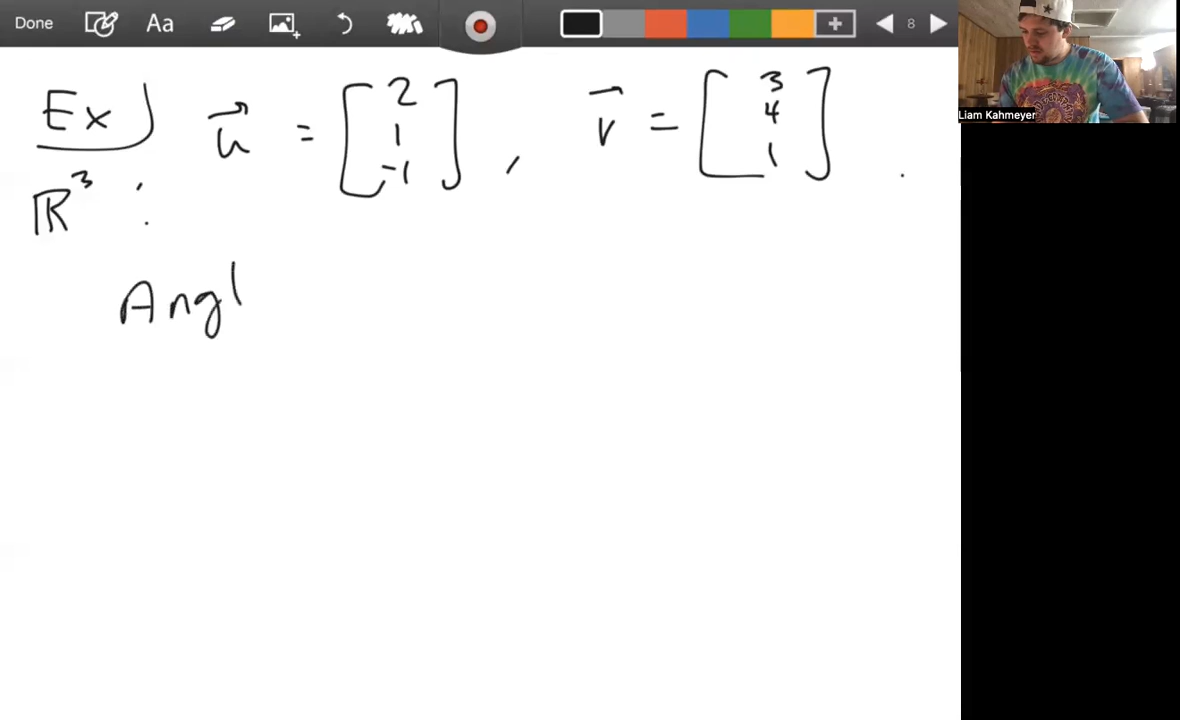 Done Aa 8
Liam Kahmeyer
Ex) u⃗ = [2 1 -1], v⃗ = [3 4 1].
ℝ³:
Angl